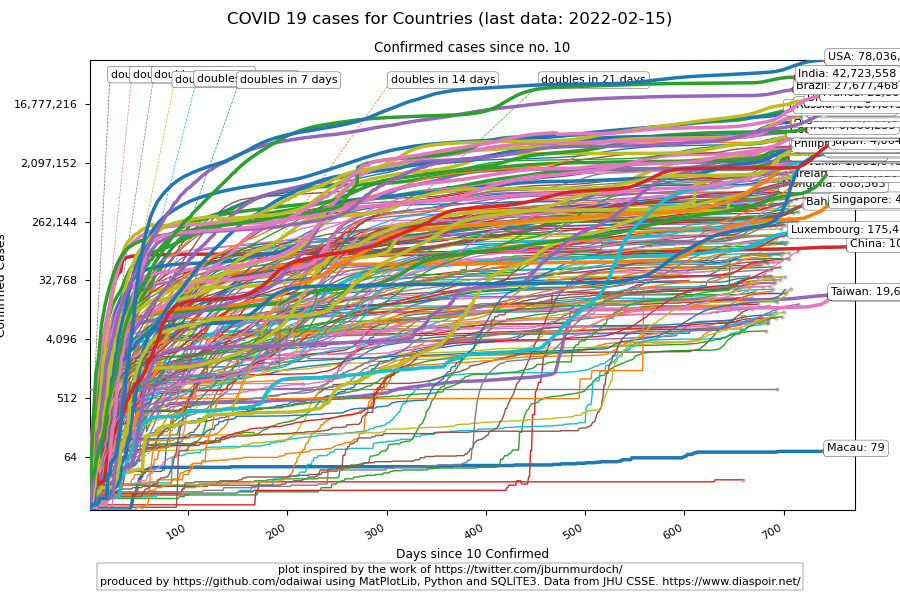 COVID 19 cases for Countries (last data: 2022-02-15)
Confirmed cases since no. 10
doubles in 7 days
doubles in 14 days
doubles in 21 days
USA: 78,036,
India: 42,723,558
Brazil: 27,677,468
16,777,216
2,097,152
262,144
32,768
4,096
512
64
Singapore: 4
Luxembourg: 175,4
China: 10
Taiwan: 19,6
Macau: 79
Confirmed Cases
100
200
300
400
500
600
700
Days since 10 Confirmed
plot inspired by the work of https://twitter.com/jburnmurdoch/
produced by https://github.com/odaiwai using MatPlotLib, Python and SQLITE3. Data from JHU CSSE. https://www.diaspoir.net/